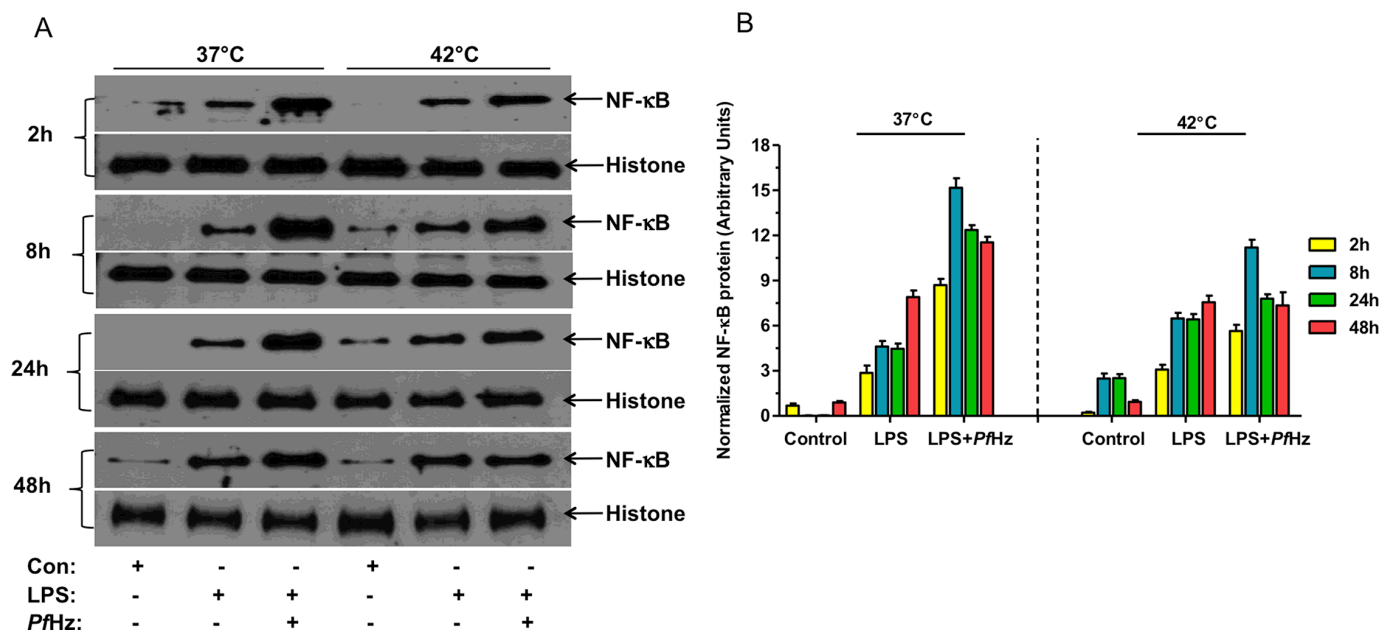 A
37°C 42°C
NF-κB
2h
Histone
NF-κB
8h
Histone
NF-κB
24h
Histone
NF-κB
48h
Histone
Con: + - - + - -
LPS: - + + - + +
PfHz: - - + - - +
B
37°C 42°C
Normalized NF-κB protein (Arbitrary Units)
18
15
12
9
6
3
0
Control LPS LPS+PfHz Control LPS LPS+PfHz
2h
8h
24h
48h